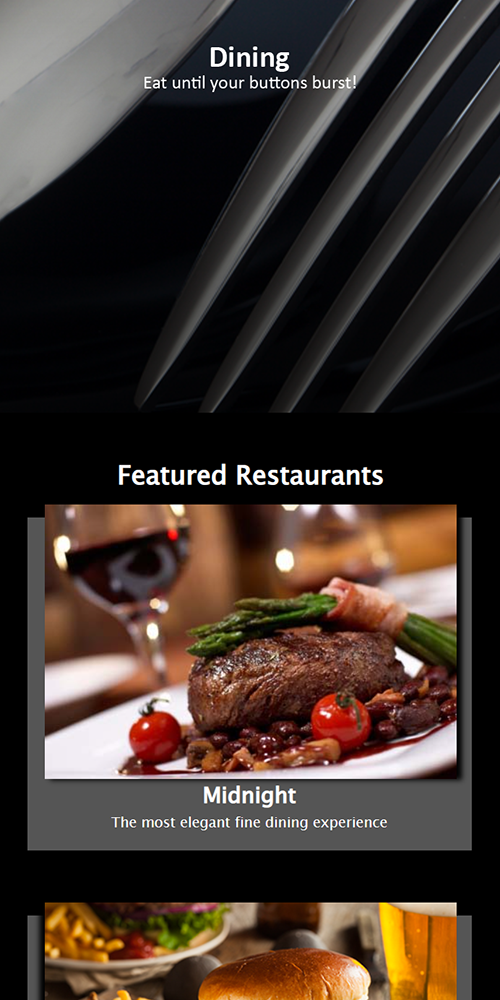 Dining
Eat until your buttons burst!
Featured Restaurants
Midnight
The most elegant fine dining experience